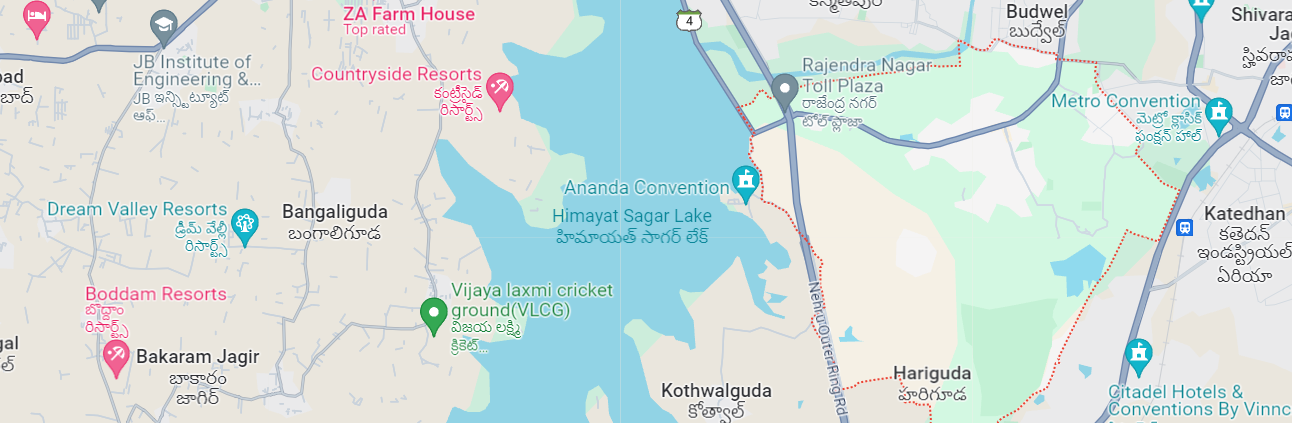 ZA Farm House
Top rated
JB Institute of
Engineering &...
JB ఇన్స్టిట్యూట్
ఆఫ్...
Countryside Resorts
కంట్రీసైడ్
రిసార్ట్స్
4
Budwel
బుద్వేల్
Rajendra Nagar
Toll Plaza
రాజేంద్ర నగర్
టోల్ ప్లాజా
Metro Convention
మెట్రో క్లాసిక్
ఫంక్షన్ హాల్
Ananda Convention
Himayat Sagar Lake
హిమాయత్ సాగర్ లేక్
Dream Valley Resorts
డ్రీమ్ వేల్లీ
రిసార్ట్స్
Bangaliguda
బంగాలిగూడ
Katedhan
కతెదన్
ఇండస్ట్రియల్
ఏరియా
Boddam Resorts
బొద్దాం
రిసార్ట్స్
Vijaya laxmi cricket
ground(VLCG)
విజయ లక్ష్మి
క్రికెట్...
Nehru Outer Ring Rd
Bakaram Jagir
బాకారం
జాగిర్
Kothwalguda
కోత్వాల్
Hariguda
హరిగూడ
Citadel Hotels &
Conventions By Vinnc